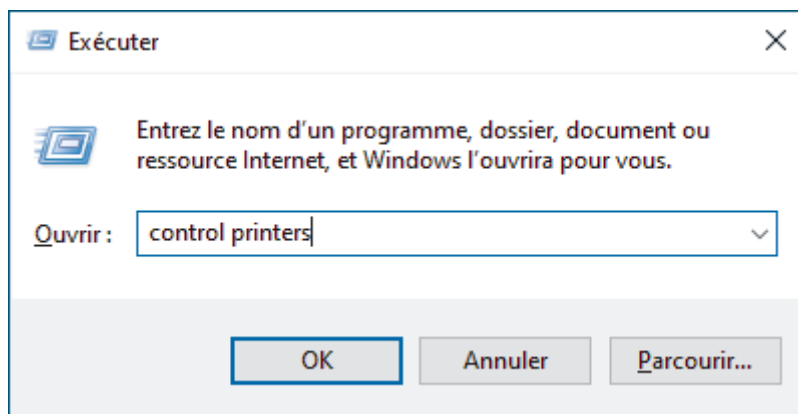 Exécuter
Entrez le nom d'un programme, dossier, document ou
ressource Internet, et Windows l'ouvrira pour vous.
Ouvrir : control printers
OK Annuler Parcourir...